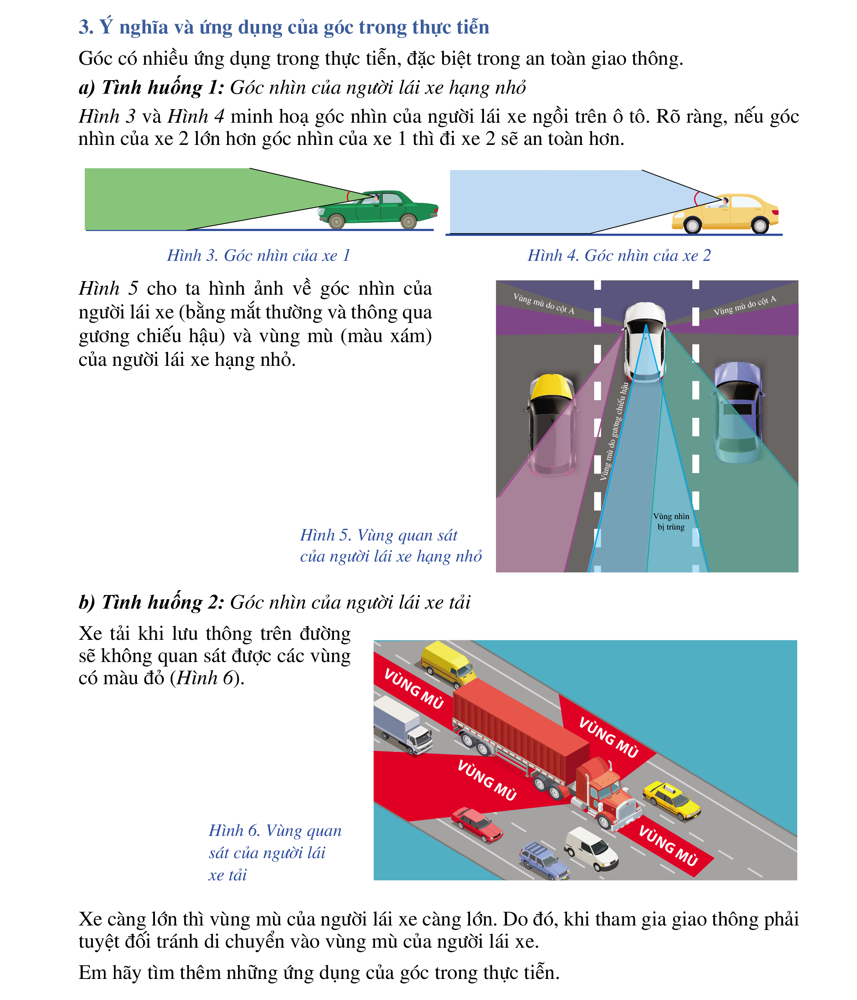 3. Ý nghĩa và ứng dụng của góc trong thực tiễn
Góc có nhiều ứng dụng trong thực tiễn, đặc biệt trong an toàn giao thông.
a) Tình huống 1: Góc nhìn của người lái xe hạng nhỏ
Hình 3 và Hình 4 minh hoạ góc nhìn của người lái xe ngồi trên ô tô. Rõ ràng, nếu góc
nhìn của xe 2 lớn hơn góc nhìn của xe 1 thì đi xe 2 sẽ an toàn hơn.
Hình 3. Góc nhìn của xe 1
Hình 4. Góc nhìn của xe 2
Hình 5 cho ta hình ảnh về góc nhìn của
người lái xe (bằng mắt thường và thông qua
gương chiếu hậu) và vùng mù (màu xám)
của người lái xe hạng nhỏ.
Vùng mù do cột A
Vùng mù do cột A
Vùng mù do gương chiếu hậu
Vùng nhìn
bị trùng
Hình 5. Vùng quan sát
của người lái xe hạng nhỏ
b) Tình huống 2: Góc nhìn của người lái xe tải
Xe tải khi lưu thông trên đường
sẽ không quan sát được các vùng
có màu đỏ (Hình 6).
VÙNG MÙ
VÙNG MÙ
VÙNG MÙ
VÙNG MÙ
Hình 6. Vùng quan
sát của người lái
xe tải
Xe càng lớn thì vùng mù của người lái xe càng lớn. Do đó, khi tham gia giao thông phải
tuyệt đối tránh di chuyển vào vùng mù của người lái xe.
Em hãy tìm thêm những ứng dụng của góc trong thực tiễn.